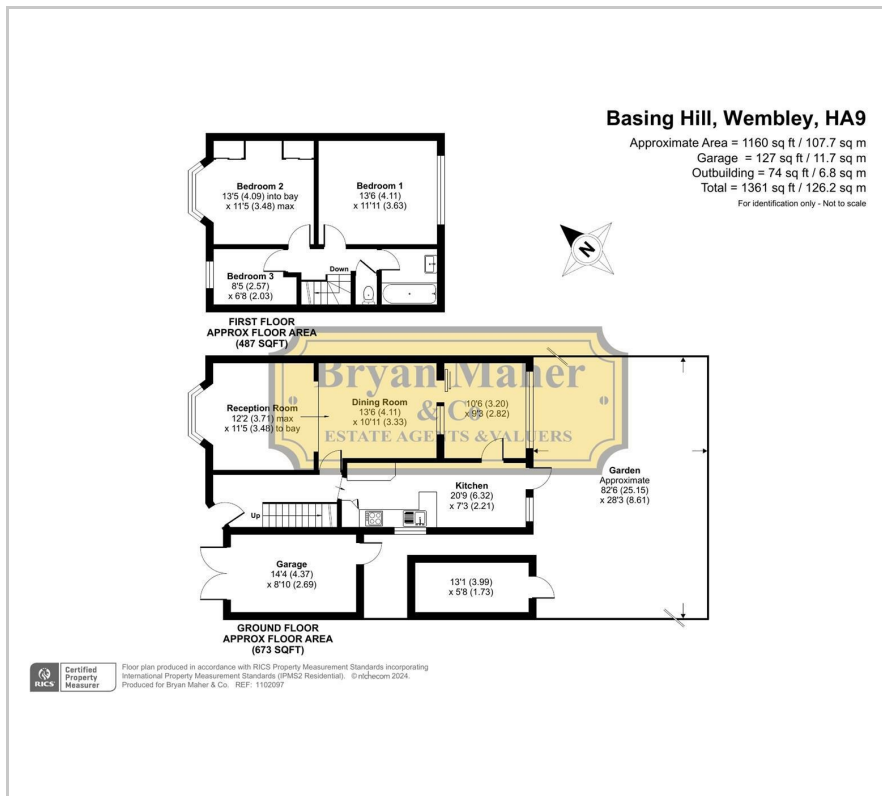 Basing Hill, Wembley, HA9
Approximate Area = 1160 sq ft / 107.7 sq m
Garage = 127 sq ft / 11.7 sq m
Outbuilding = 74 sq ft / 6.8 sq m
Total = 1361 sq ft / 126.2 sq m
For identification only - Not to scale
N
Bedroom 2
13'5 (4.09) into bay
x 11'5 (3.48) max
Bedroom 1
13'6 (4.11)
x 11'11 (3.63)
Bedroom 3
8'5 (2.57)
x 6'8 (2.03)
Down
FIRST FLOOR
APPROX FLOOR AREA
(487 SQFT)
Bryan Maher
& Co
ESTATE AGENTS & VALUERS
Reception Room
12'2 (3.71) max
x 11'5 (3.48) to bay
Dining Room
13'6 (4.11)
x 10'11 (3.33)
10'6 (3.20)
x 9'3 (2.82)
Garden
Approximate
82'6 (25.15)
x 28'3 (8.61)
Kitchen
20'9 (6.32)
x 7'3 (2.21)
Up
Garage
14'4 (4.37)
x 8'10 (2.69)
13'1 (3.99)
x 5'8 (1.73)
GROUND FLOOR
APPROX FLOOR AREA
(673 SQFT)
RICS
Certified
Property
Measurer
Floor plan produced in accordance with RICS Property Measurement Standards incorporating
International Property Measurement Standards (IPMS2 Residential). © nichecom 2024.
Produced for Bryan Maher & Co. REF: 1102097